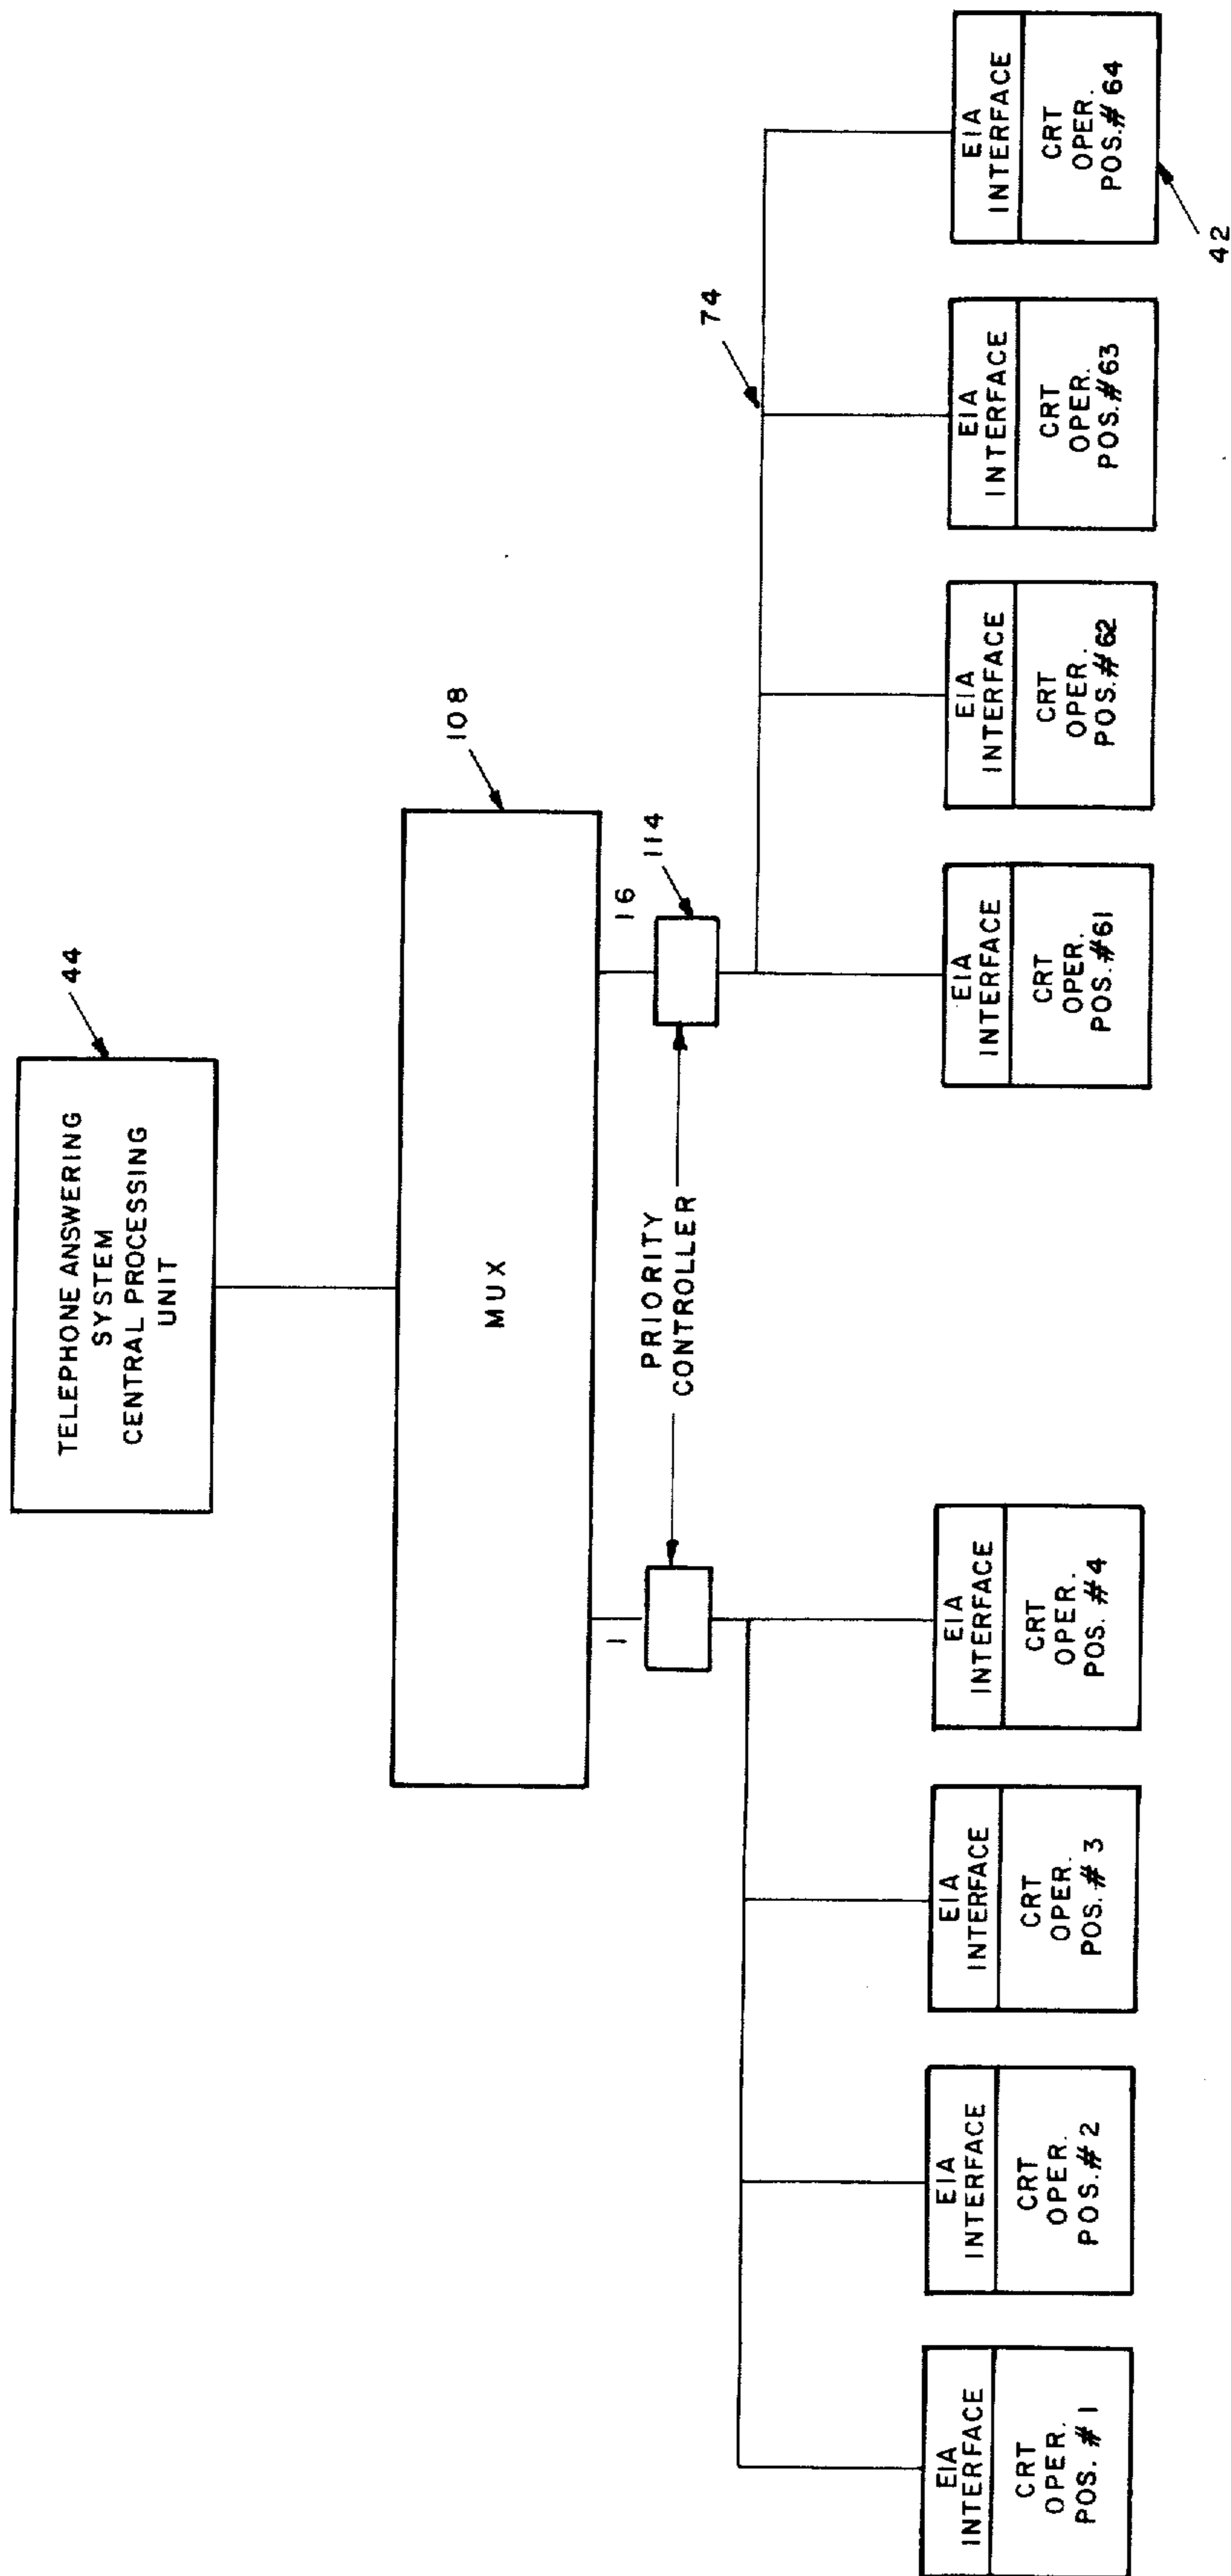 TELEPHONE ANSWERING
SYSTEM
CENTRAL PROCESSING
UNIT
44
MUX
108
1
16
114
PRIORITY
CONTROLLER
74
EIA
INTERFACE
CRT
OPER.
POS. #1
EIA
INTERFACE
CRT
OPER.
POS.#2
EIA
INTERFACE
CRT
OPER.
POS. #3
EIA
INTERFACE
CRT
OPER.
POS. #4
EIA
INTERFACE
CRT
OPER.
POS.#61
EIA
INTERFACE
CRT
OPER.
POS.#62
EIA
INTERFACE
CRT
OPER.
POS.#63
EIA
INTERFACE
CRT
OPER.
POS.#64
42